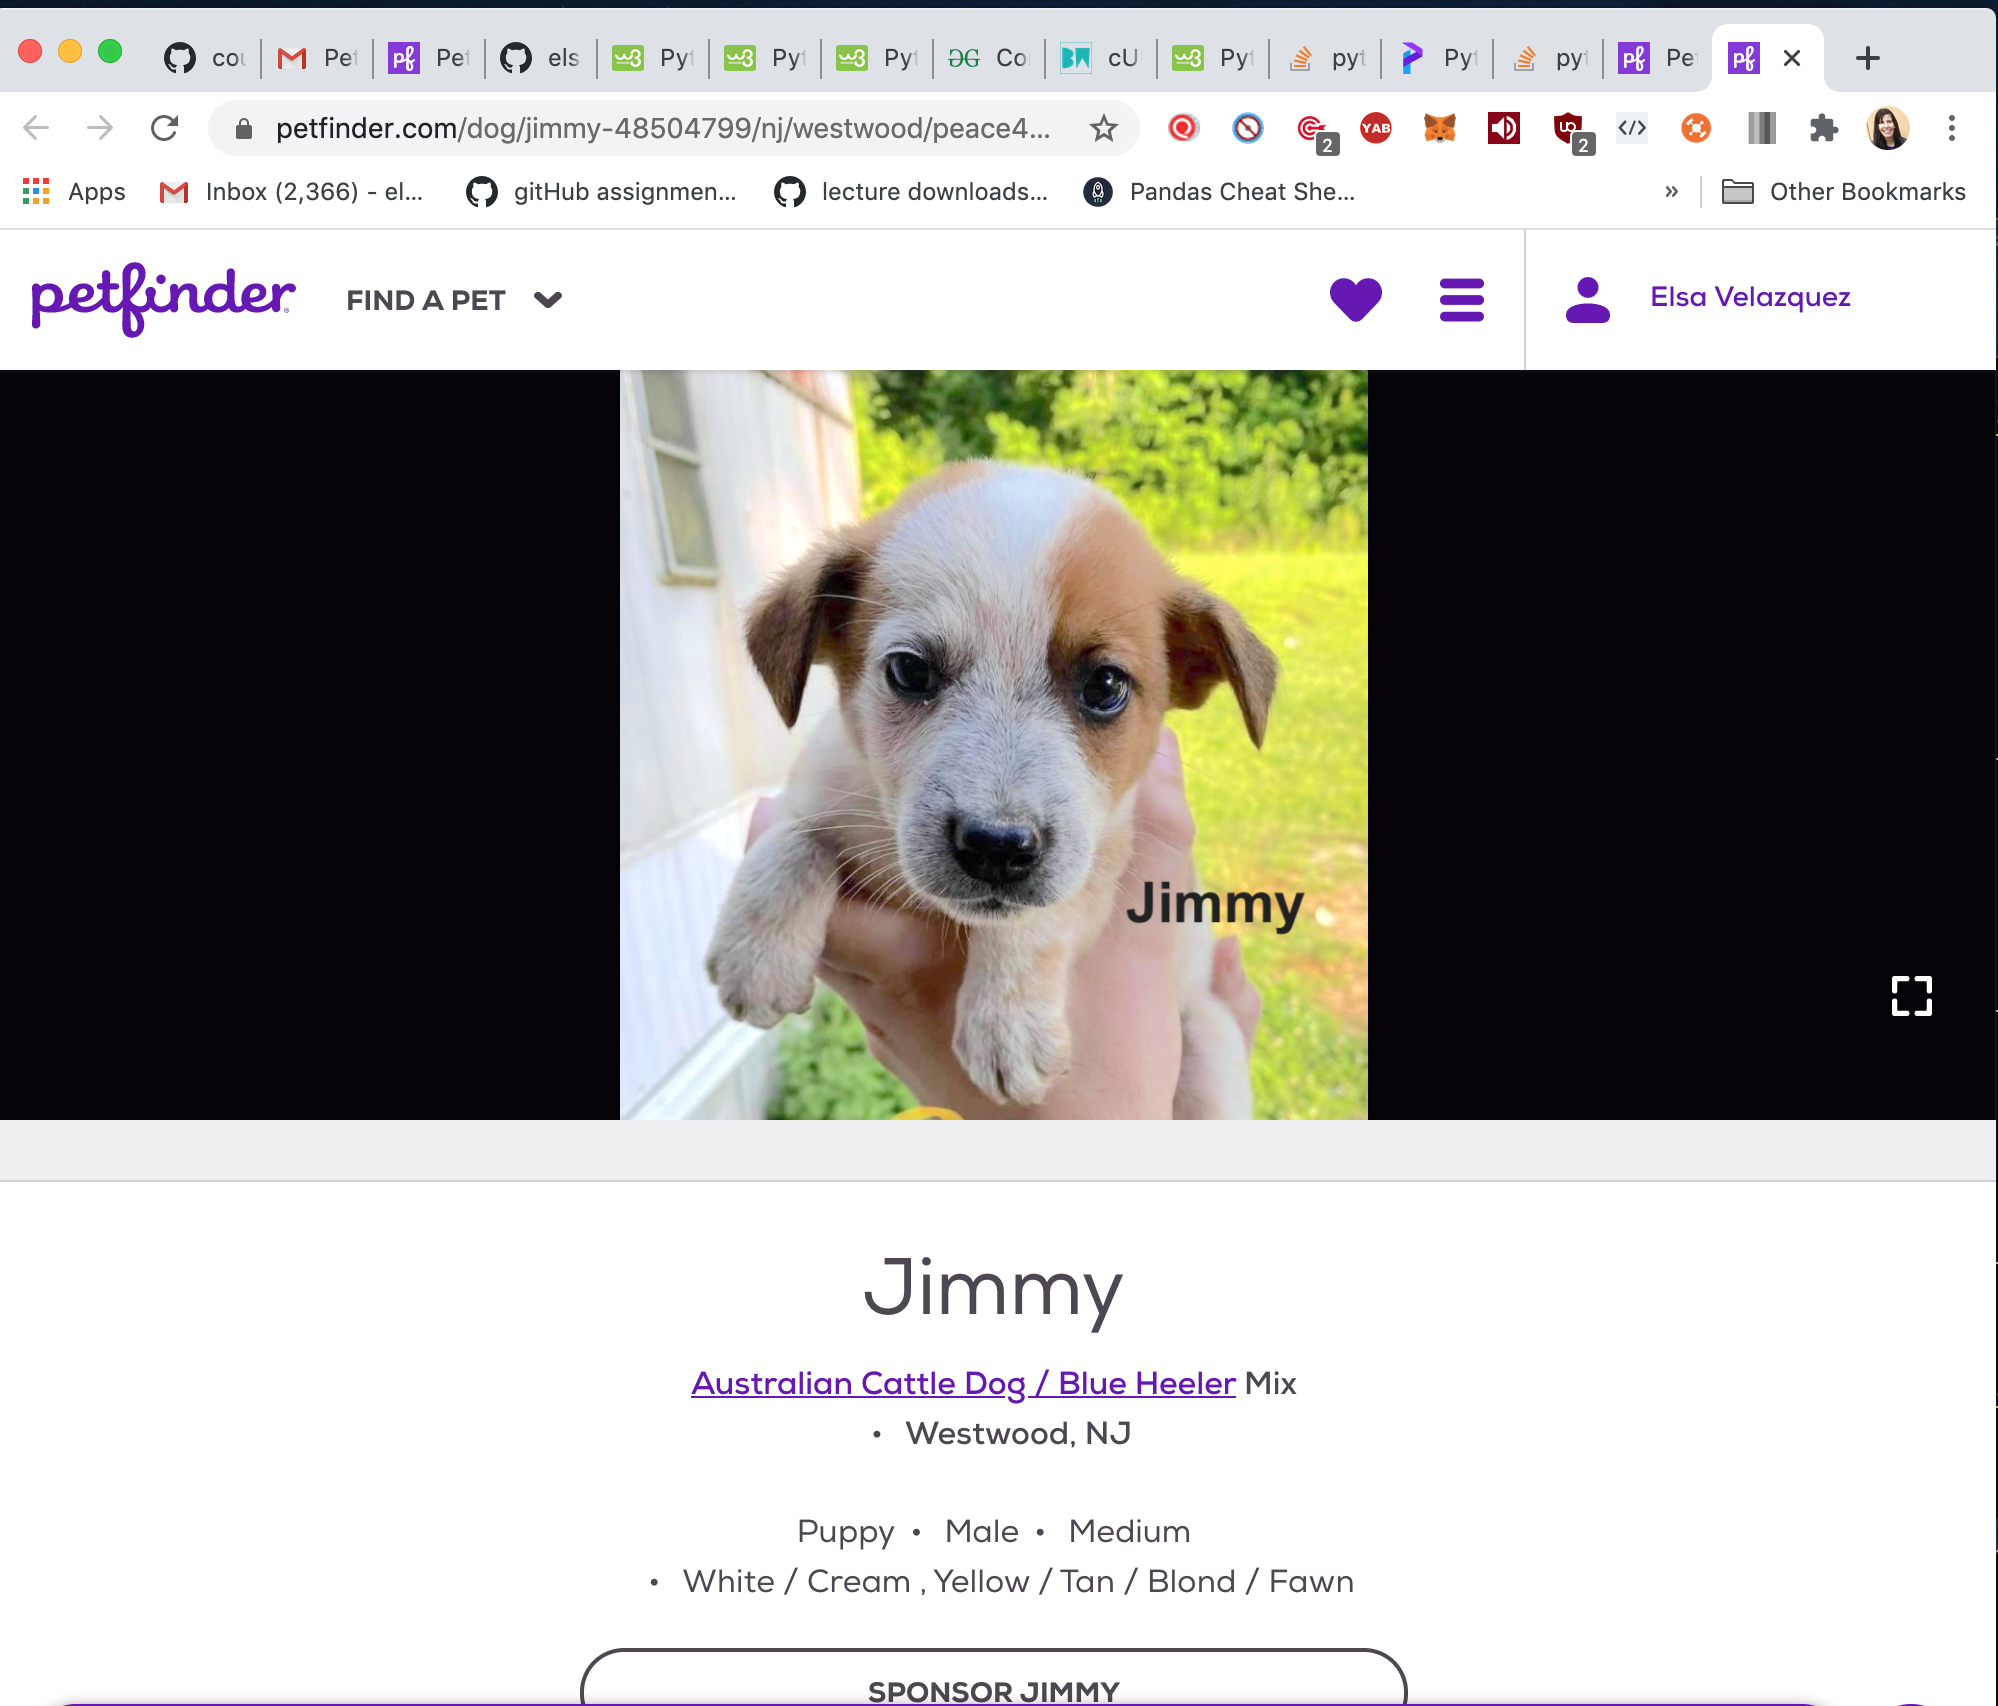 cou Pet Pet els Pyt Pyt Pyt Co cU Pyt pyt Pyt pyt Pet
petfinder.com/dog/jimmy-48504799/nj/westwood/peace4...
YAB 2 2
Apps Inbox (2,366) - el... gitHub assignmen... lecture downloads... Pandas Cheat She... » Other Bookmarks
petfinder FIND A PET Elsa Velazquez
Jimmy
Jimmy
Australian Cattle Dog / Blue Heeler Mix
• Westwood, NJ
Puppy • Male • Medium
• White / Cream , Yellow / Tan / Blond / Fawn
SPONSOR JIMMY